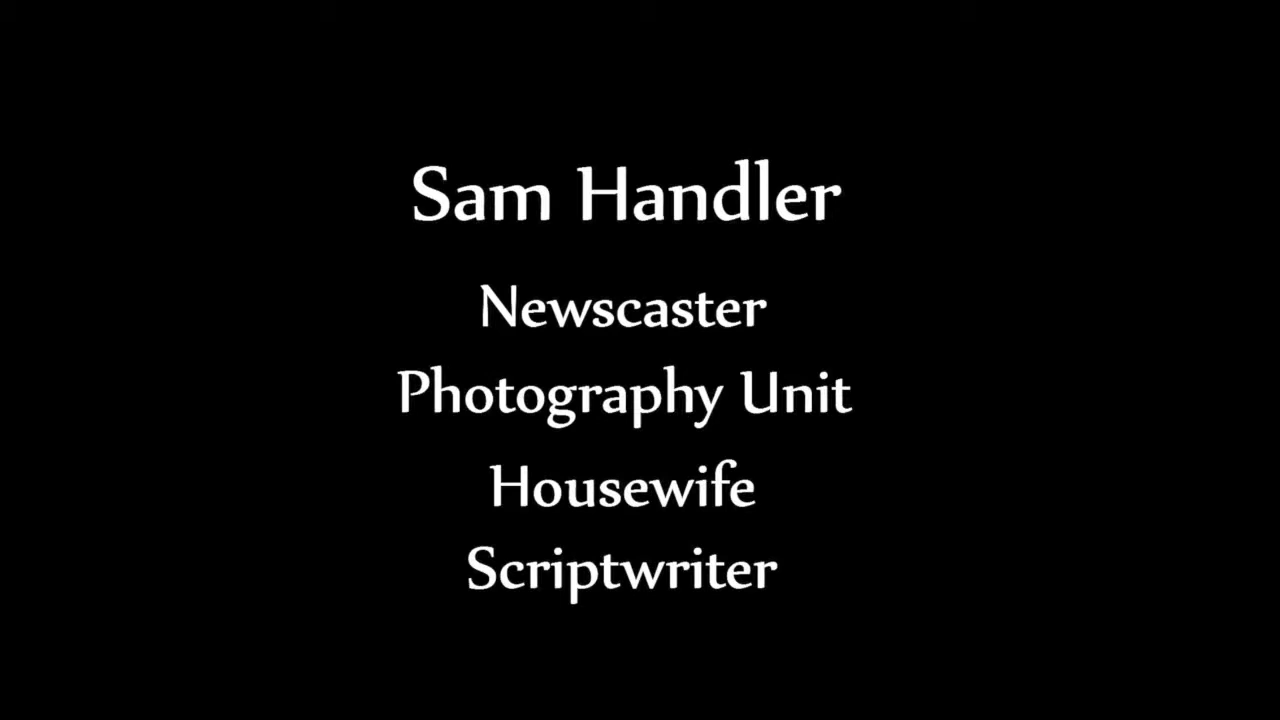 Sam Handler
Newscaster
Photography Unit
Housewife
Scriptwriter